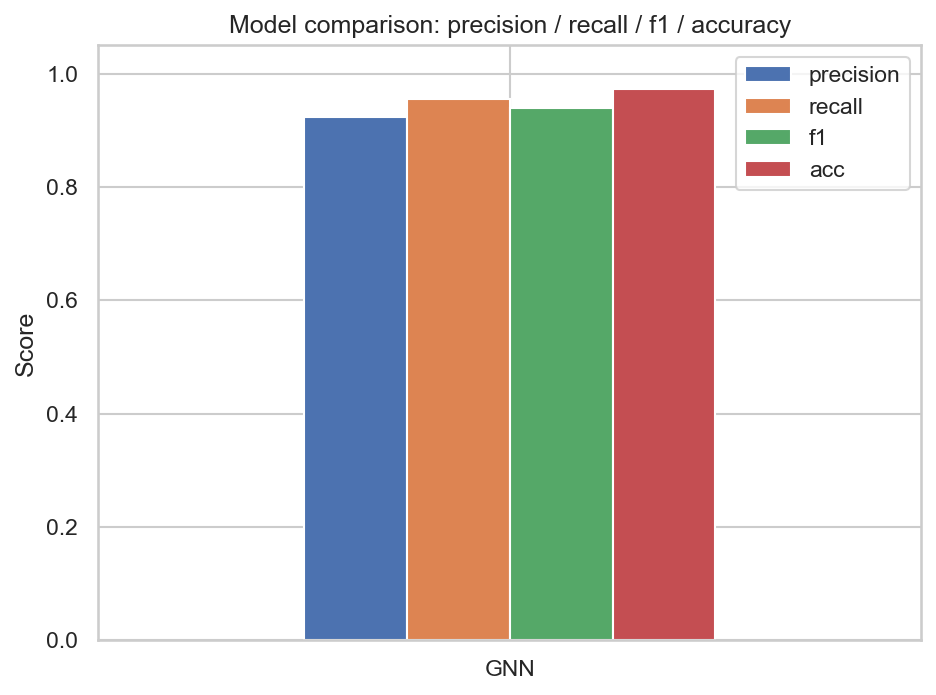 Model comparison: precision / recall / f1 / accuracy
1.0
0.8
0.6
0.4
0.2
0.0
Score
GNN
precision
recall
f1
acc